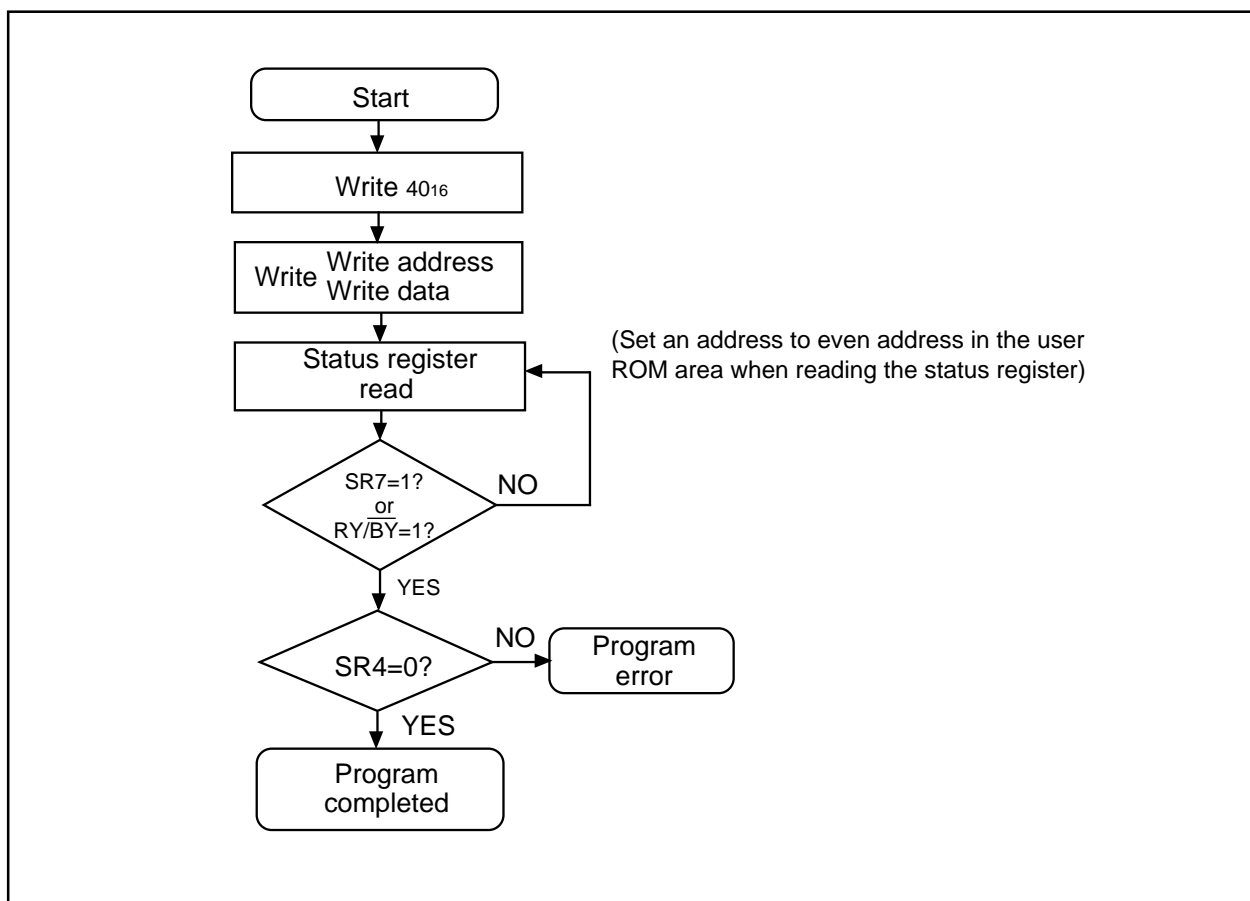 Start
Write 40₁₆
Write
Write address
Write data
Status register
read
(Set an address to even address in the user
ROM area when reading the status register)
SR7=1?
or
RY/B̅Y̅=1?
NO
YES
SR4=0?
NO
Program
error
YES
Program
completed